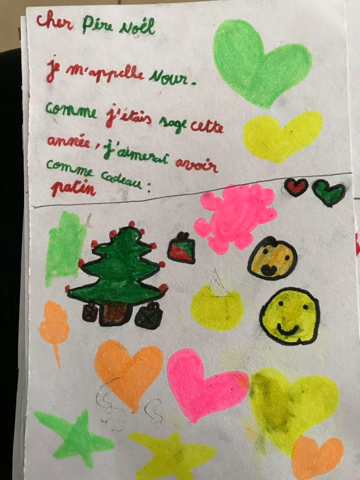 cher Père Noël
je m'appelle Nour.
comme j'étais sage cette
année, j'aimerai avoir
comme cadeau :
patin